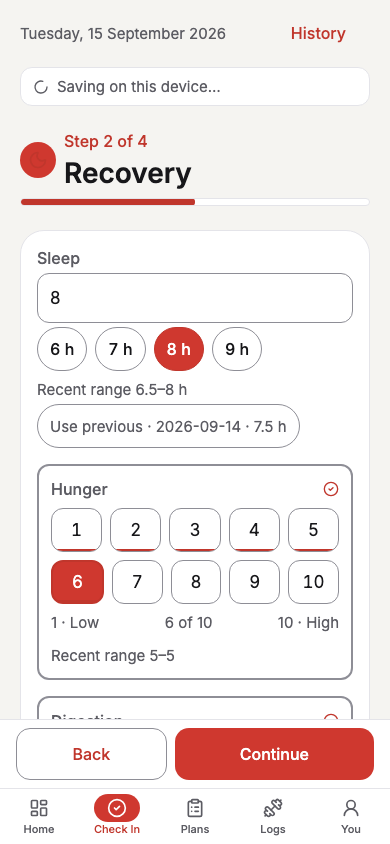 Tuesday, 15 September 2026
History
Saving on this device...
Step 2 of 4
Recovery
Sleep
8
6 h 7 h 8 h 9 h
Recent range 6.5–8 h
Use previous · 2026-09-14 · 7.5 h
Hunger
1 2 3 4 5
6 7 8 9 10
1 · Low 6 of 10 10 · High
Recent range 5–5
Digestion
Back Continue
Home Check In Plans Logs You